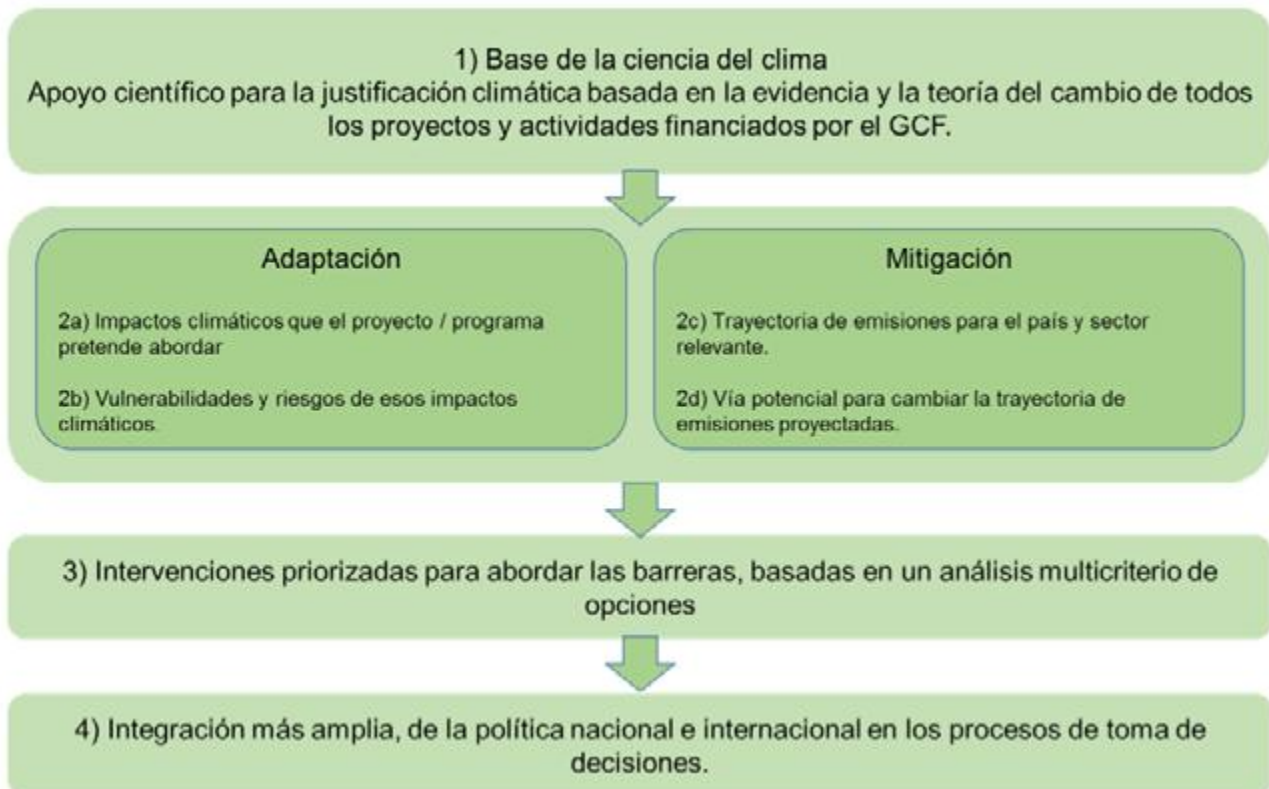 1) Base de la ciencia del clima
Apoyo científico para la justificación climática basada en la evidencia y la teoría del cambio de todos
los proyectos y actividades financiados por el GCF.
Adaptación
2a) Impactos climáticos que el proyecto / programa
pretende abordar
2b) Vulnerabilidades y riesgos de esos impactos
climáticos.
Mitigación
2c) Trayectoria de emisiones para el país y sector
relevante.
2d) Vía potencial para cambiar la trayectoria de
emisiones proyectadas.
3) Intervenciones priorizadas para abordar las barreras, basadas en un análisis multicriterio de
opciones
4) Integración más amplia, de la política nacional e internacional en los procesos de toma de
decisiones.